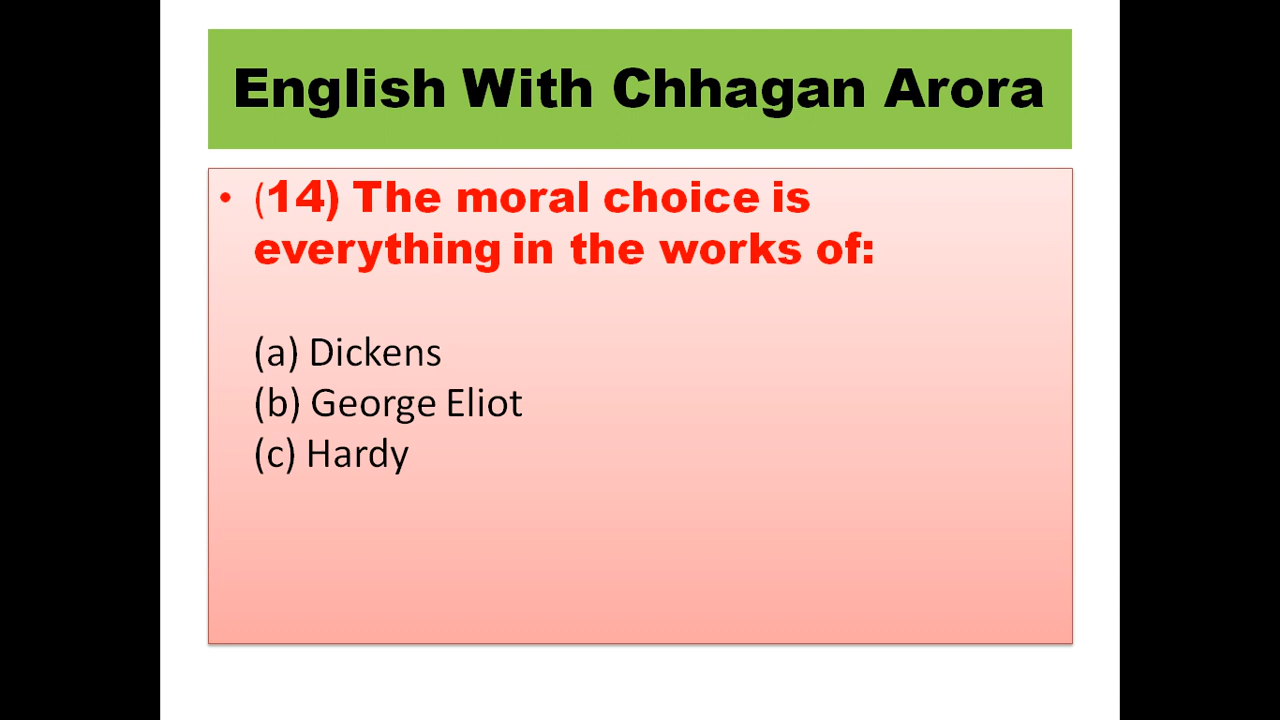 English With Chhagan Arora
• (14) The moral choice is
everything in the works of:
(a) Dickens
(b) George Eliot
(c) Hardy